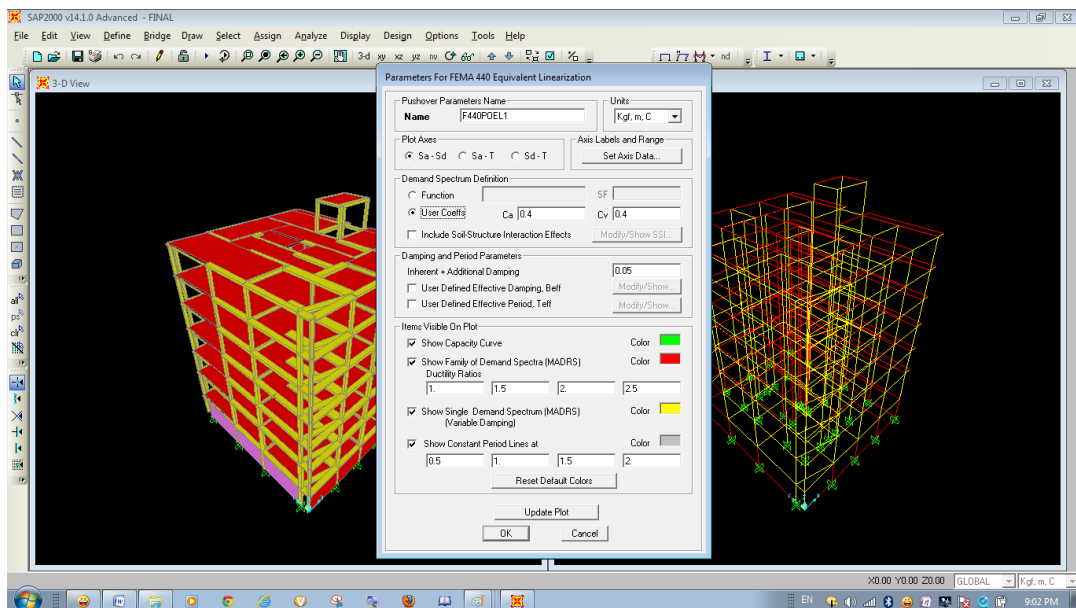 SAP2000 v14.1.0 Advanced - FINAL
File Edit View Define Bridge Draw Select Assign Analyze Display Design Options Tools Help
3-d xy xz yz nv nd
3-D View
Parameters For FEMA 440 Equivalent Linearization
Pushover Parameters Name
Name F440POEL1
Units
Kgf, m, C
Plot Axes
Sa - Sd Sa - T Sd - T
Axis Labels and Range
Set Axis Data...
Demand Spectrum Definition
Function SF
User Coeffs Ca 0.4 Cv 0.4
Include Soil-Structure Interaction Effects Modify/Show SSI...
Damping and Period Parameters
Inherent + Additional Damping 0.05
User Defined Effective Damping, Beff Modify/Show...
User Defined Effective Period, Teff Modify/Show...
Items Visible On Plot
Show Capacity Curve Color
Show Family of Demand Spectra (MADRS) Color
Ductility Ratios
1. 1.5 2. 2.5
Show Single Demand Spectrum (MADRS) Color
(Variable Damping)
Show Constant Period Lines at Color
0.5 1. 1.5 2.
Reset Default Colors
Update Plot
OK Cancel
all
ps
clr
X0.00 Y0.00 Z0.00 GLOBAL Kgf, m, C
EN 9:02 PM